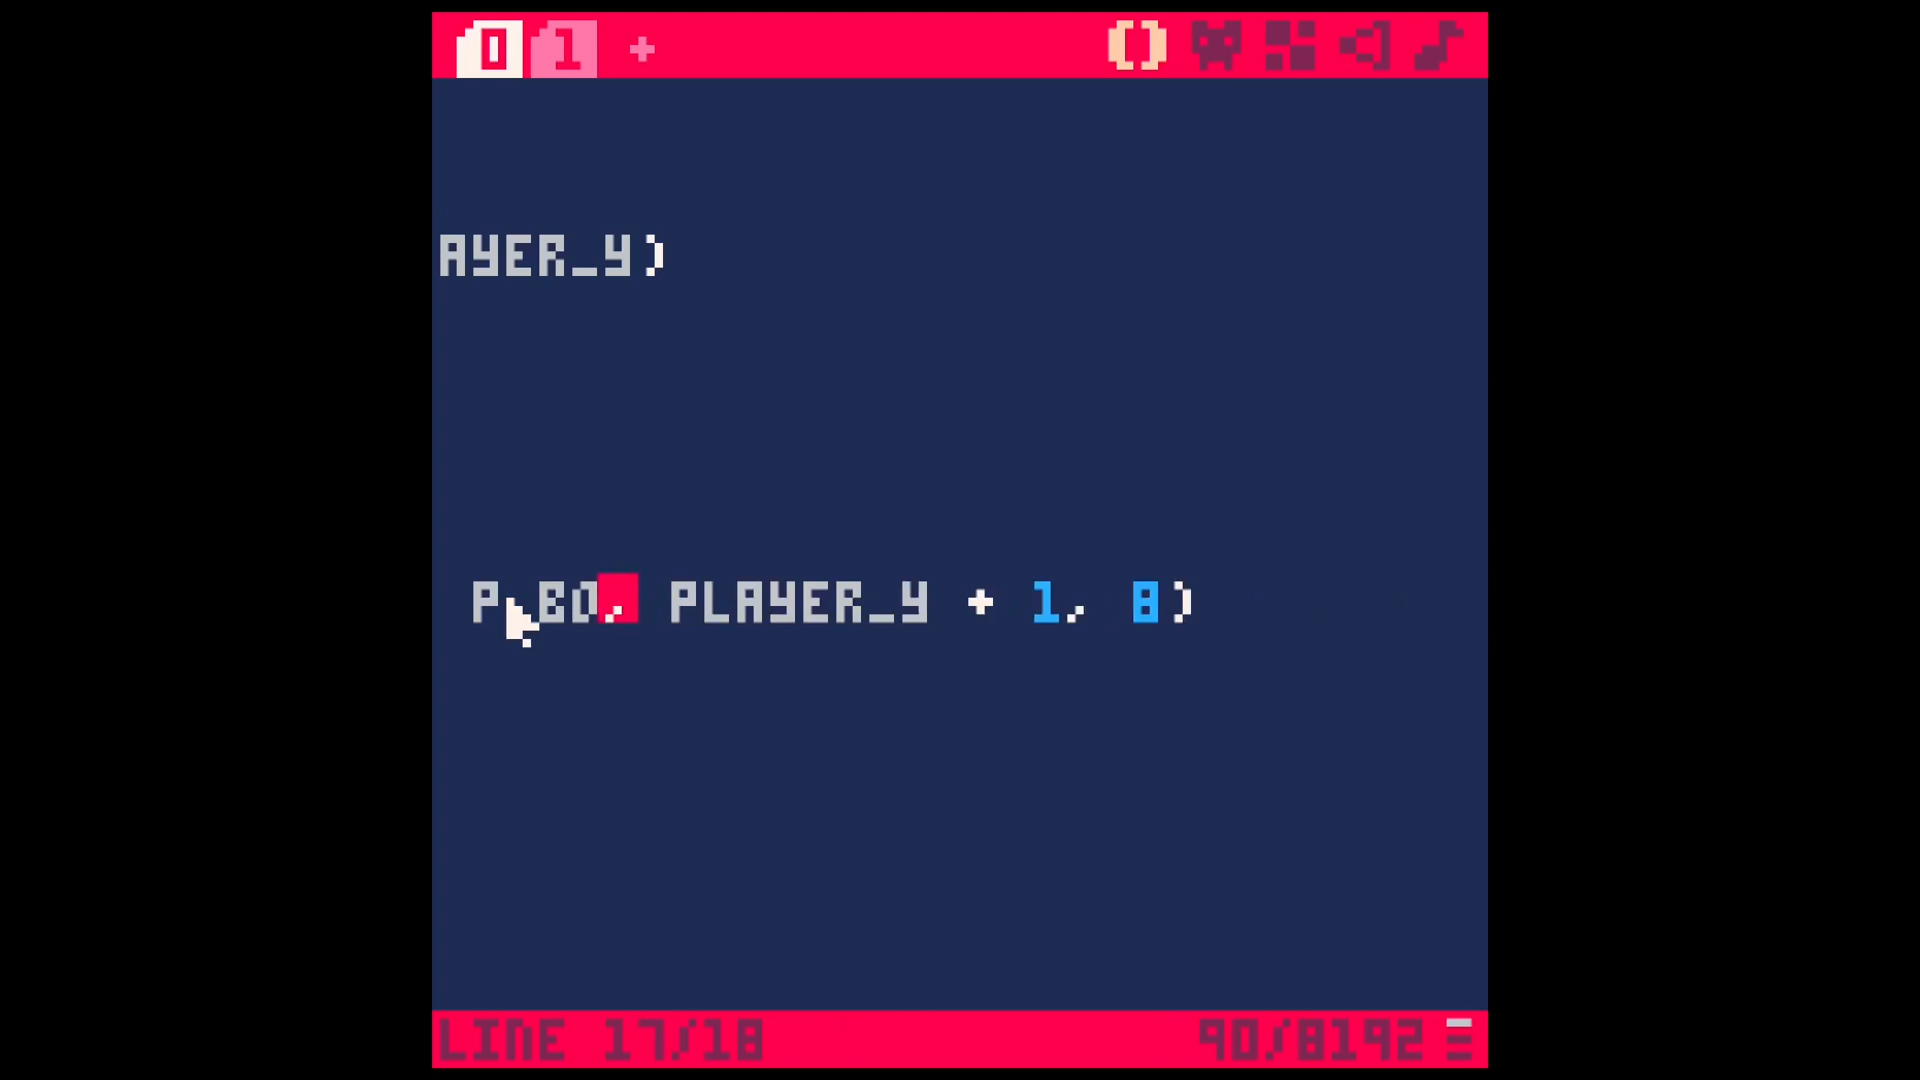 0 1 +
AYER_Y)
BO, PLAYER_Y + 1, 8)
LINE 17/18 90/8192